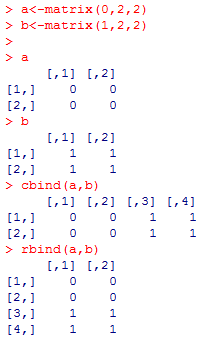 > a<-matrix(0,2,2)
> b<-matrix(1,2,2)
>
> a
     [,1] [,2]
[1,]    0    0
[2,]    0    0
> b
     [,1] [,2]
[1,]    1    1
[2,]    1    1
> cbind(a,b)
     [,1] [,2] [,3] [,4]
[1,]    0    0    1    1
[2,]    0    0    1    1
> rbind(a,b)
     [,1] [,2]
[1,]    0    0
[2,]    0    0
[3,]    1    1
[4,]    1    1